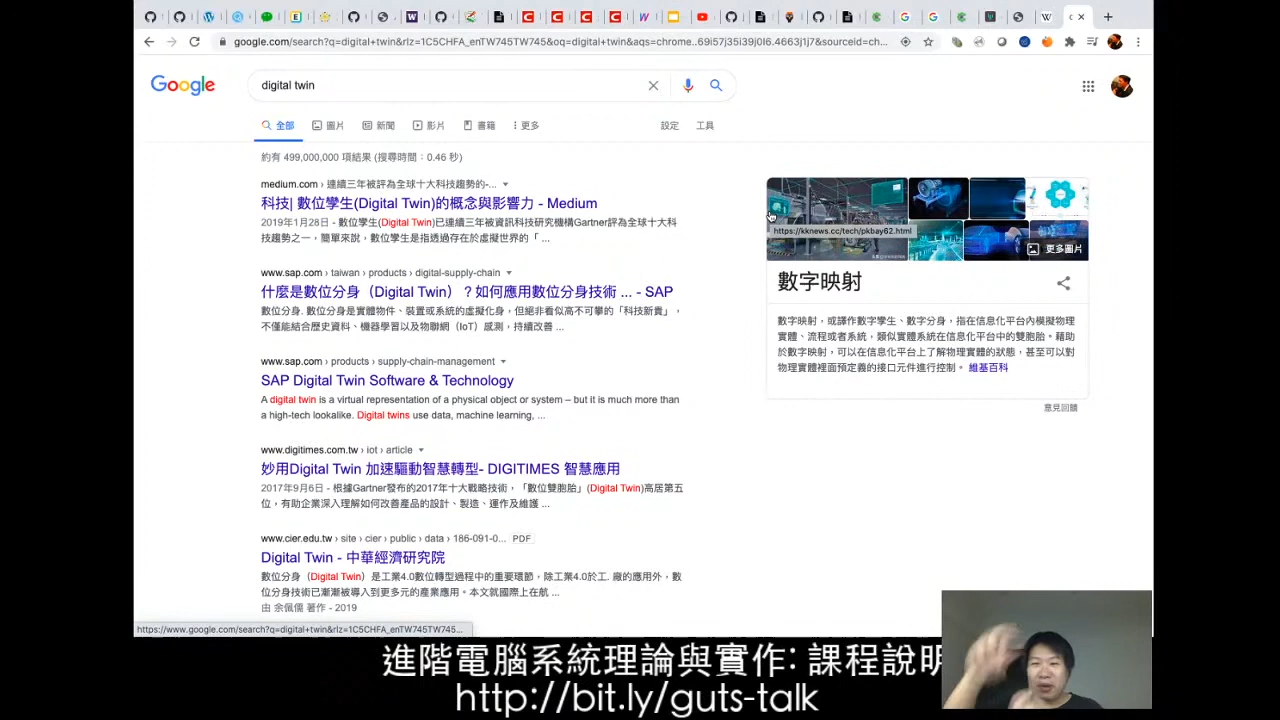 google.com/search?q=digital+twin&rlz=1C5CHFA_enTW745TW745&oq=digital+twin&aqs=chrome..69i57j35i39j0l6.4663j1j7&sourceid=ch...
Google
digital twin
全部 圖片 新聞 影片 書籍 更多 設定 工具
約有 499,000,000 項結果 (搜尋時間：0.46 秒)
medium.com › 連續三年被評為全球十大科技趨勢的-...
科技| 數位孿生(Digital Twin)的概念與影響力 - Medium
2019年1月28日 - 數位孿生(Digital Twin)已連續三年被資訊科技研究機構Gartner評為全球十大科
技趨勢之一，簡單來說，數位孿生是指透過存在於虛擬世界的「 ...
www.sap.com › taiwan › products › digital-supply-chain
什麼是數位分身（Digital Twin）？如何應用數位分身技術 ... - SAP
數位分身. 數位分身是實體物件、裝置或系統的虛擬化身，但絕非看似高不可攀的「科技新貴」，
不僅能結合歷史資料、機器學習以及物聯網（IoT）感測，持續改善 ...
www.sap.com › products › supply-chain-management
SAP Digital Twin Software & Technology
A digital twin is a virtual representation of a physical object or system – but it is much more than
a high-tech lookalike. Digital twins use data, machine learning, ...
www.digitimes.com.tw › iot › article
妙用Digital Twin 加速驅動智慧轉型- DIGITIMES 智慧應用
2017年9月6日 - 根據Gartner發布的2017年十大戰略技術，「數位雙胞胎」(Digital Twin)高居第五
位，有助企業深入理解如何改善產品的設計、製造、運作及維護 ...
www.cier.edu.tw › site › cier › public › data › 186-091-0... PDF
Digital Twin - 中華經濟研究院
數位分身（Digital Twin）是工業4.0數位轉型過程中的重要環節，除工業4.0於工. 廠的應用外，數
位分身技術已漸漸被導入到更多元的產業應用。本文就國際上在航 ...
由 余佩儒 著作 - 2019
https://kknews.cc/tech/pkbay62.html
更多圖片
數字映射
數字映射，或譯作數字孿生、數字分身，指在信息化平台內模擬物理
實體、流程或者系統，類似實體系統在信息化平台中的雙胞胎。藉助
於數字映射，可以在信息化平台上了解物理實體的狀態，甚至可以對
物理實體裡面預定義的接口元件進行控制。 維基百科
意見回饋
https://www.google.com/search?q=digital+twin&rlz=1C5CHFA_enTW745TW745...
進階電腦系統理論與實作: 課程說明
http://bit.ly/guts-talk